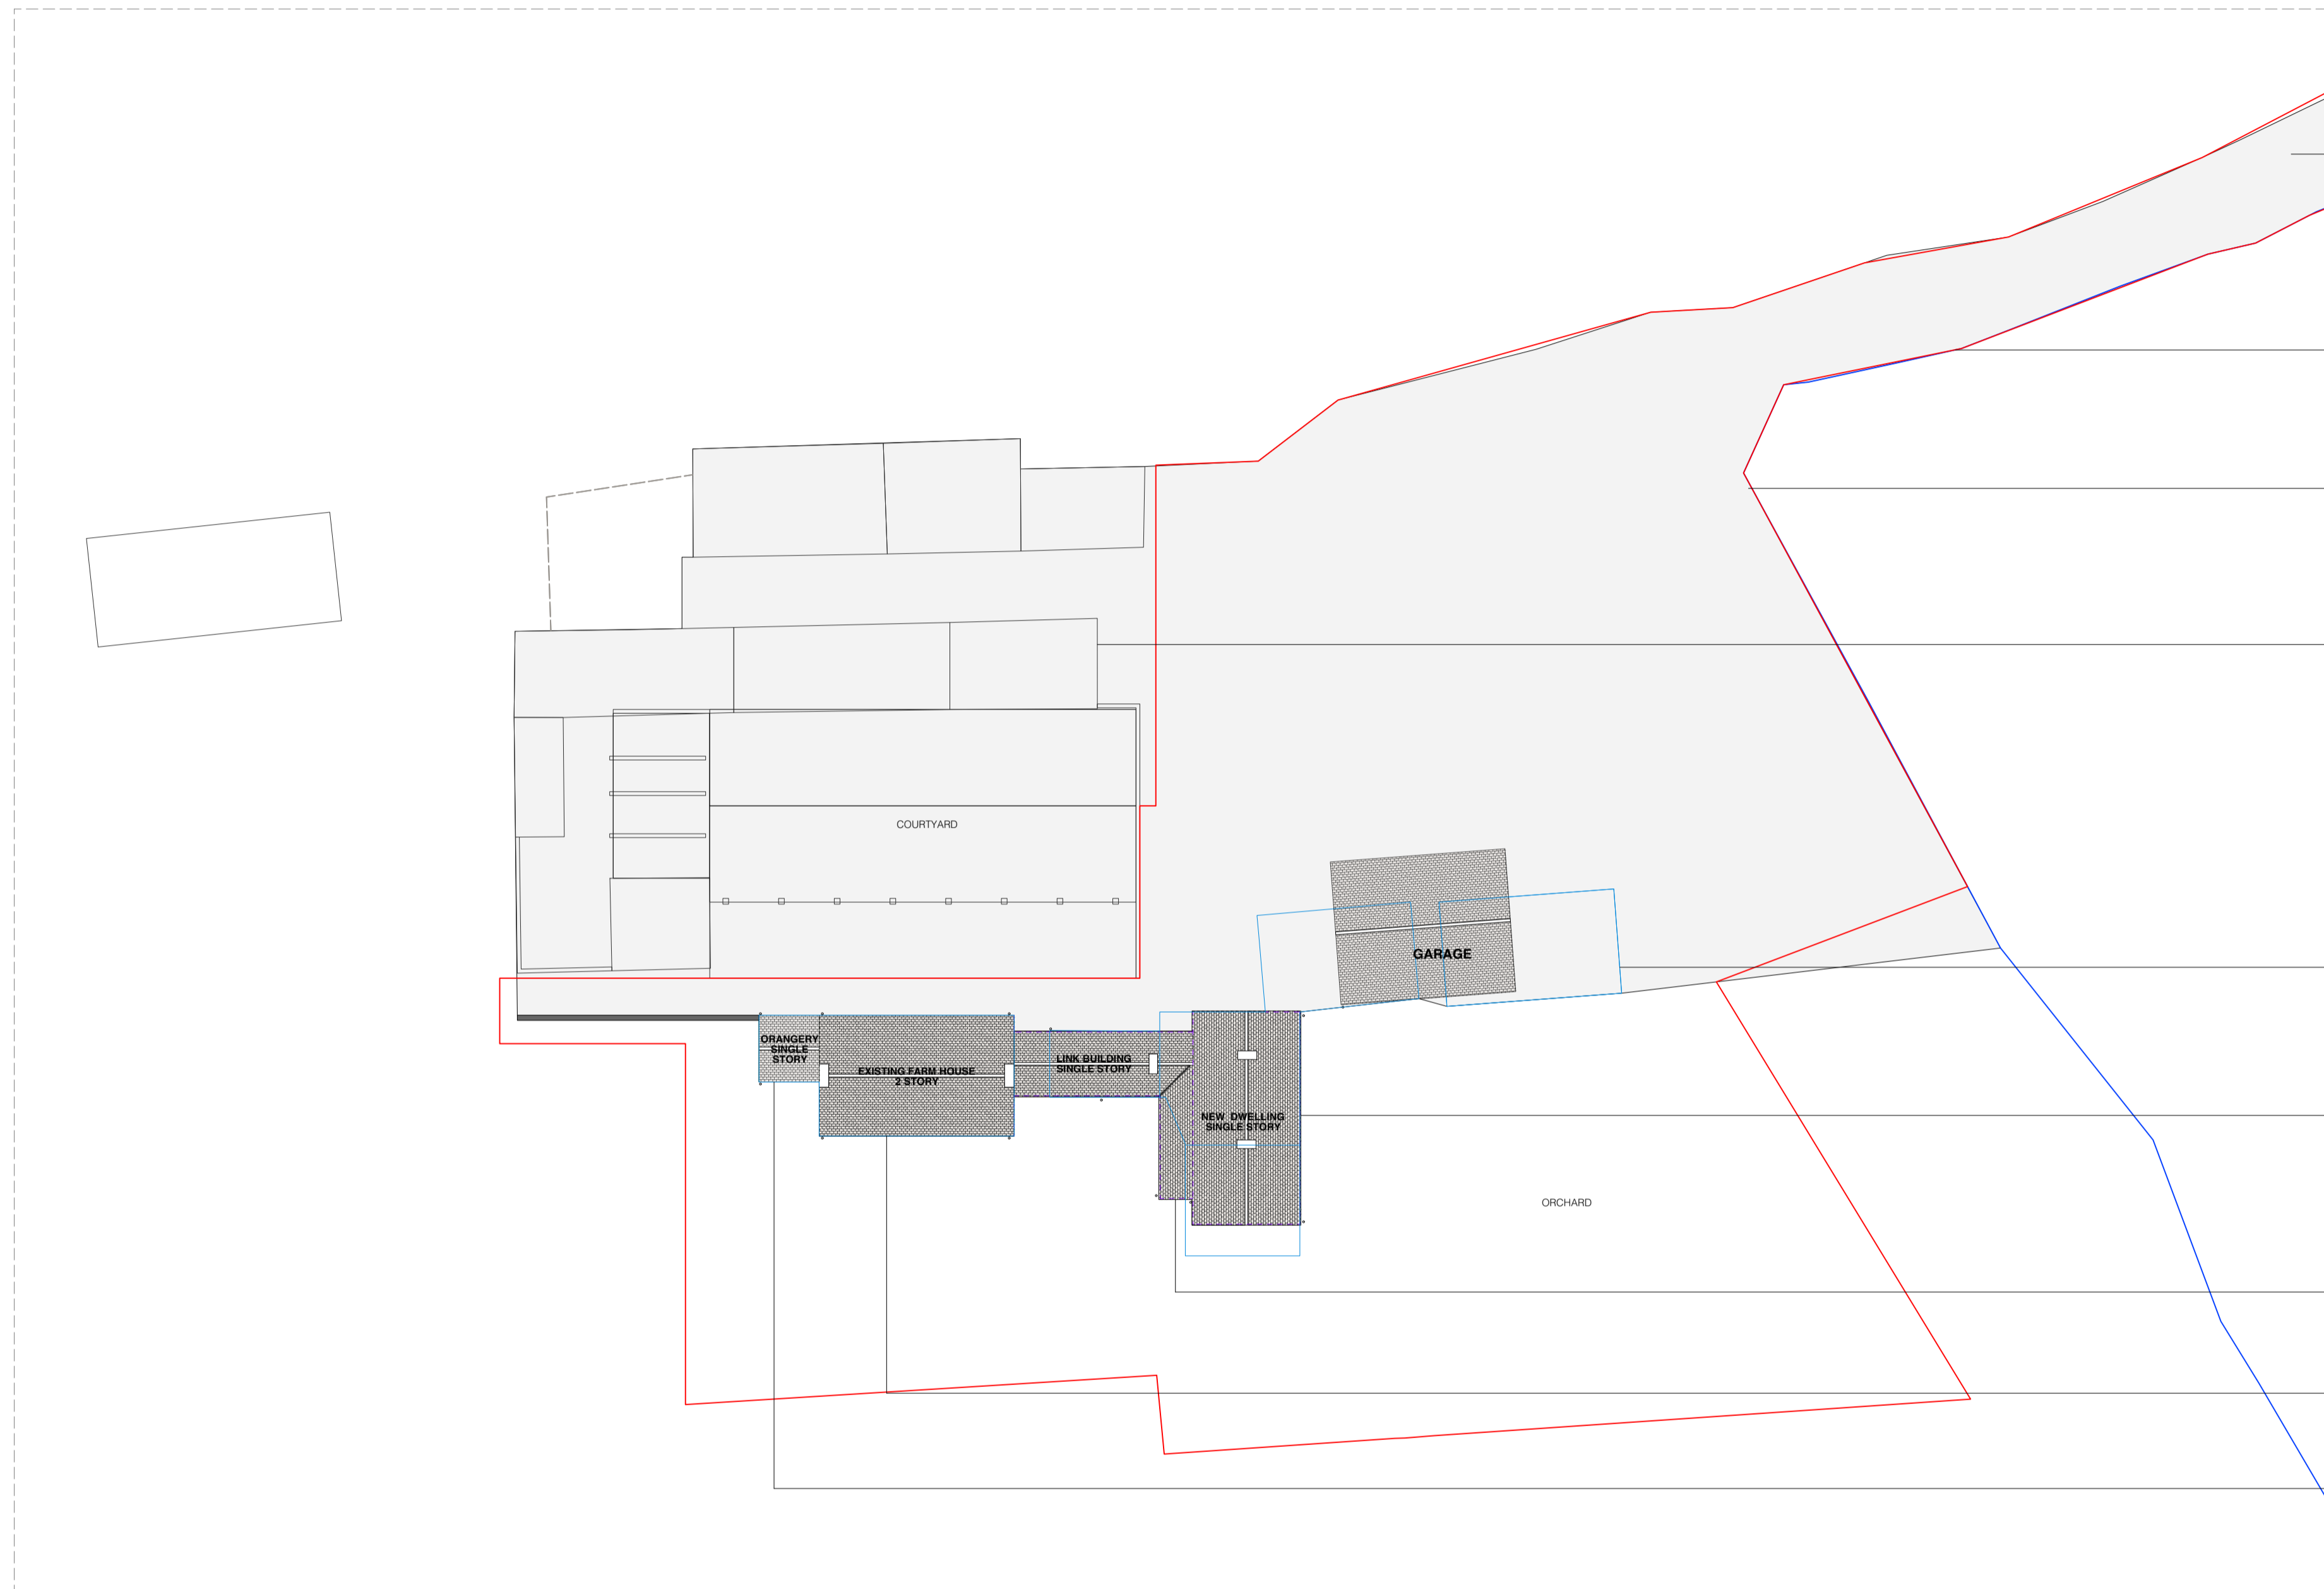 COURTYARD
GARAGE
ORANGERY
SINGLE
STORY
EXISTING FARM HOUSE
2 STORY
LINK BUILDING
SINGLE STORY
NEW DWELLING
SINGLE STORY
ORCHARD